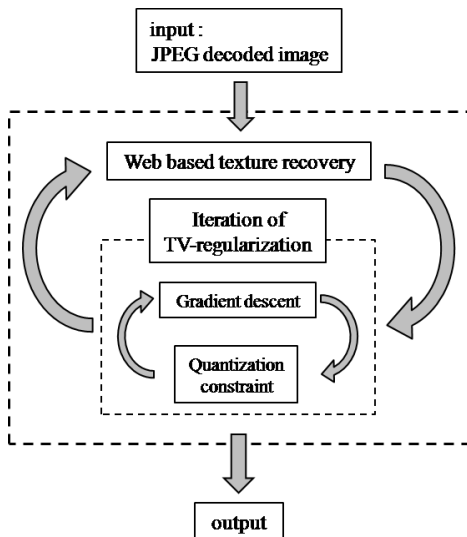 input :
JPEG decoded image
Web based texture recovery
Iteration of
TV-regularization
Gradient descent
Quantization
constraint
output